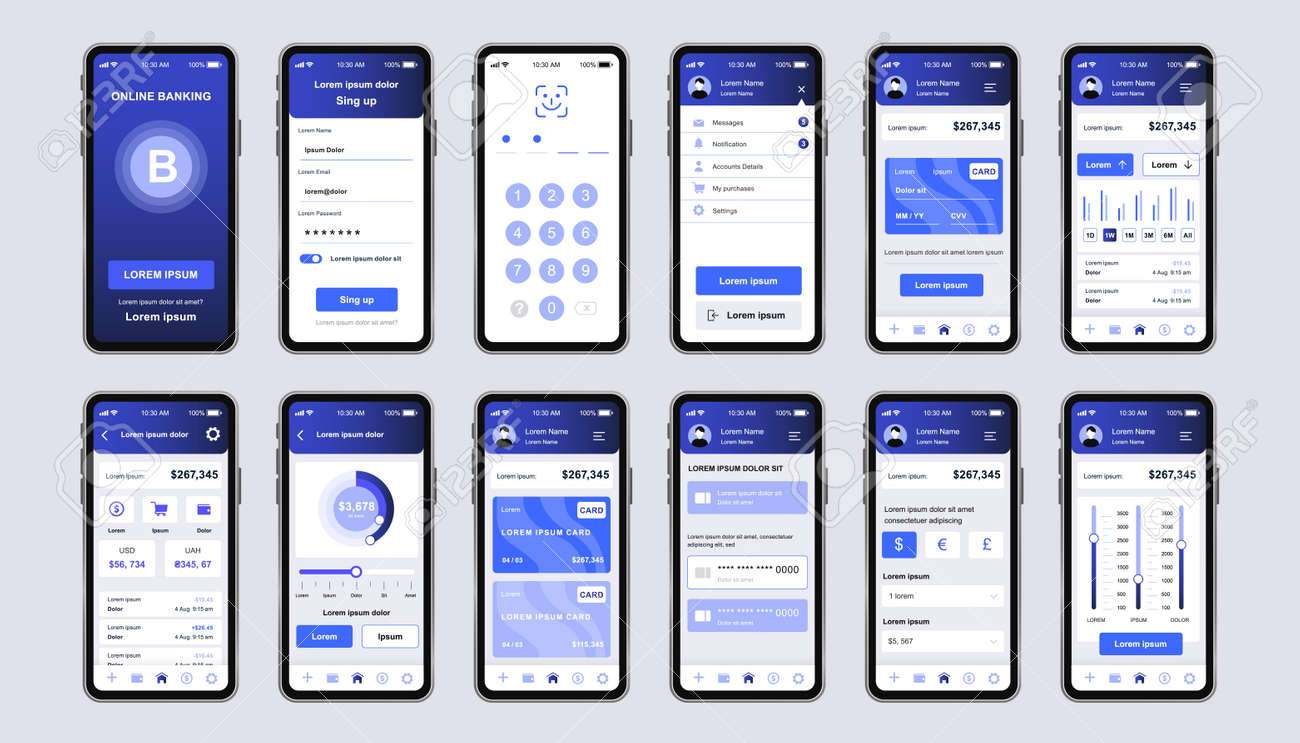 10:30 AM 100%
ONLINE BANKING
B
LOREM IPSUM
Lorem ipsum dolor sit amet?
Lorem ipsum
10:30 AM 100%
Lorem ipsum dolor
Sing up
Lorem Name
Ipsum Dolor
Lorem Email
lorem@dolor
Lorem Password
*******
Lorem ipsum dolor sit
Sing up
Lorem ipsum dolor sit amet?
10:30 AM 100%
1 2 3
4 5 6
7 8 9
? 0 x
10:30 AM 100%
Lorem Name
Lorem Name
Messages 5
Notification 3
Accounts Details
My purchases
Settings
Lorem ipsum
Lorem ipsum
10:30 AM 100%
Lorem Name
Lorem Name
Lorem ipsum: $267,345
Lorem Ipsum CARD
Dolor sit
MM / YY CVV
Lorem ipsum dolor sit amet lorem ipsum
Lorem ipsum
10:30 AM 100%
Lorem Name
Lorem Name
Lorem ipsum: $267,345
Lorem Lorem
1D 1W 1M 3M 6M All
Lorem ipsum -$15.45
Dolor 4 Aug 9:15 am
Lorem ipsum -$15.45
Dolor 4 Aug 9:15 am
10:30 AM 100%
Lorem ipsum dolor
Lorem ipsum: $267,345
Lorem Ipsum Dolor
USD UAH
$56, 734 ₴345, 67
Lorem ipsum -$15.45
Dolor 4 Aug 9:15 am
Lorem ipsum +$26.45
Dolor 4 Aug 9:15 am
Lorem ipsum -$15.45
Dolor 4 Aug 9:15 am
10:30 AM 100%
Lorem ipsum dolor
$3,678
Lorem Ipsum Dolor Sit Amet
Lorem ipsum dolor
Lorem Ipsum
10:30 AM 100%
Lorem Name
Lorem Name
Lorem ipsum: $267,345
Lorem CARD
LOREM IPSUM CARD
04 / 03 $267,345
Lorem CARD
LOREM IPSUM CARD
04 / 03 $115,345
10:30 AM 100%
Lorem Name
Lorem Name
LOREM IPSUM DOLOR SIT
Lorem ipsum dolor sit
Dolor sit amet
Lorem ipsum dolor sit amet, consectetuer
adipiscing elit, sed
**** **** **** 0000
Dolor sit amet
**** **** **** 0000
Dolor sit amet
10:30 AM 100%
Lorem Name
Lorem Name
Lorem ipsum: $267,345
Lorem ipsum dolor sit amet
consectetuer adipiscing
$ € £
Lorem ipsum
1 lorem
Lorem ipsum
$5, 567
10:30 AM 100%
Lorem Name
Lorem Name
Lorem ipsum: $267,345
3500 3500
3000 3000
2500 2500
2000 2000
1500 1500
1000 1000
500 500
100 100
LOREM IPSUM DOLOR
Lorem ipsum
123RF